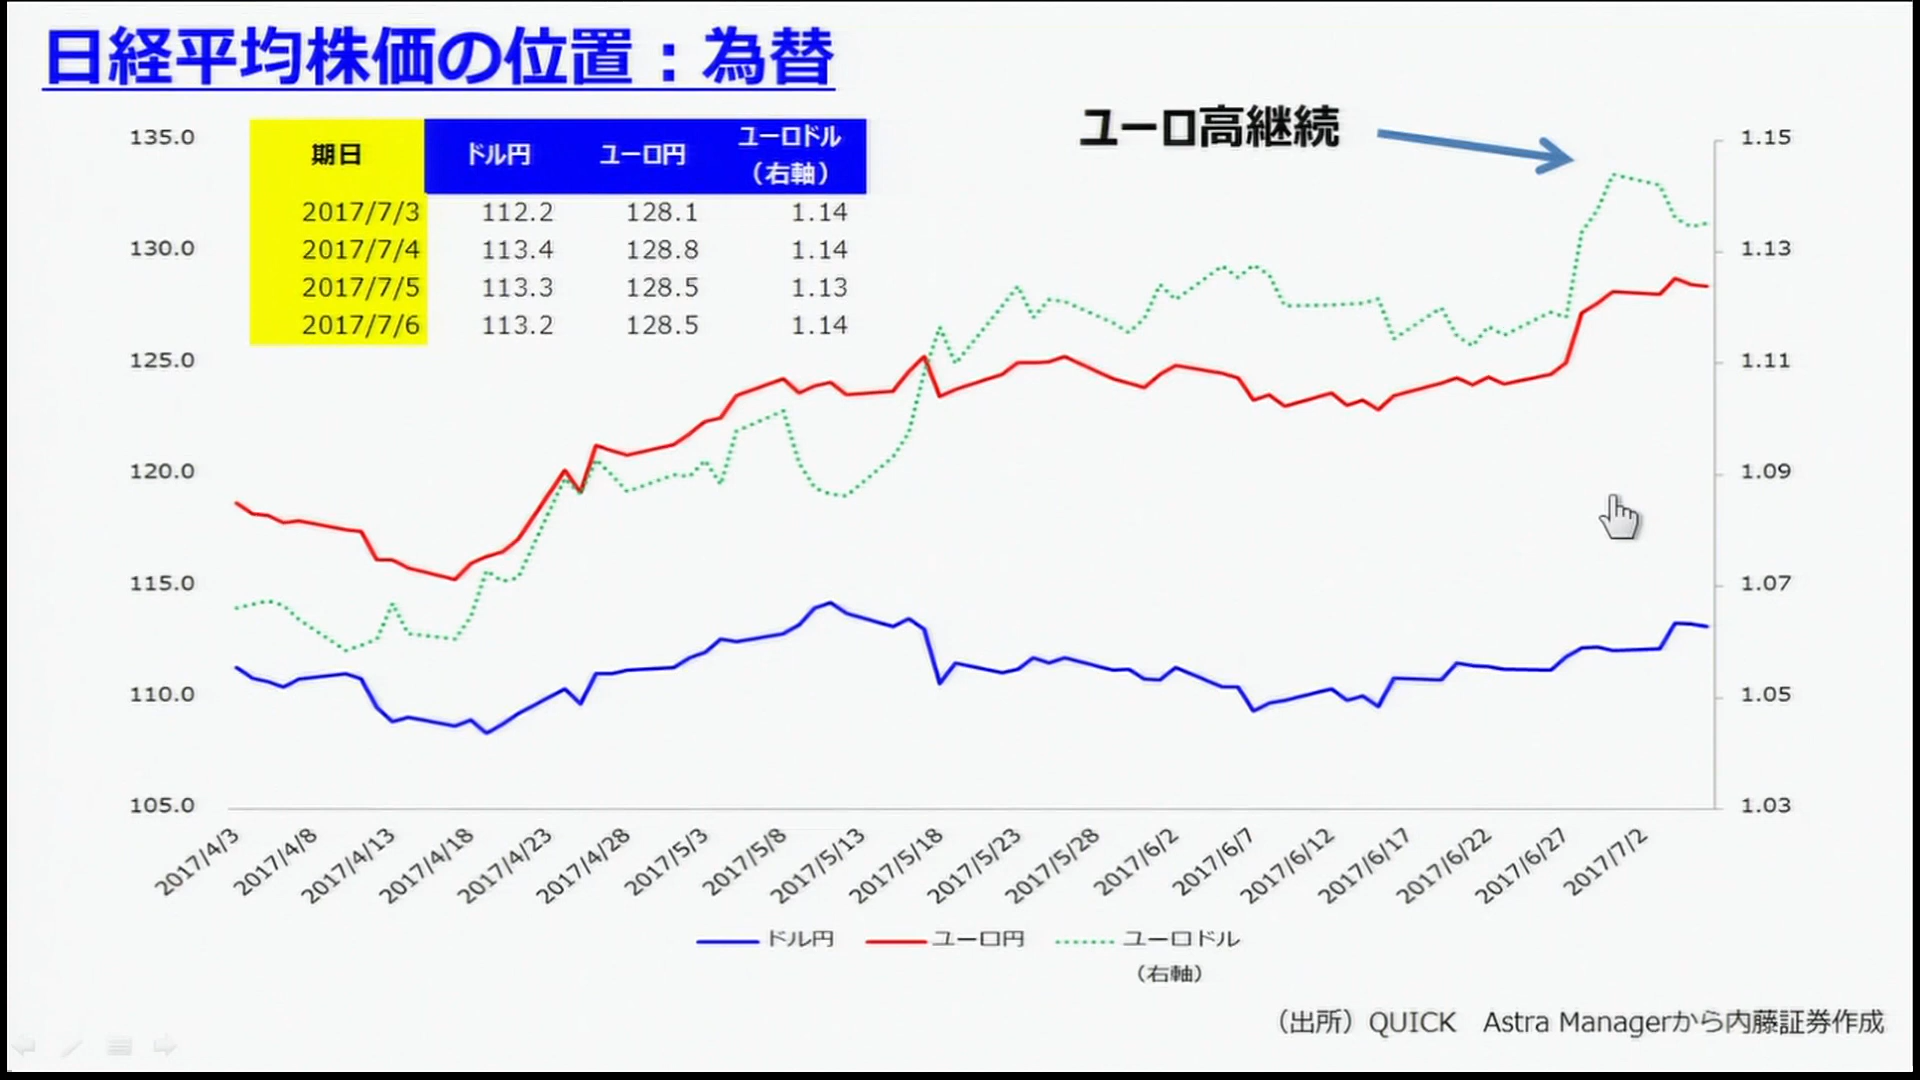 日経平均株価の位置：為替
ユーロ高継続
期日 ドル円 ユーロ円 ユーロドル（右軸）
2017/7/3 112.2 128.1 1.14
2017/7/4 113.4 128.8 1.14
2017/7/5 113.3 128.5 1.13
2017/7/6 113.2 128.5 1.14
135.0
130.0
125.0
120.0
115.0
110.0
105.0
1.15
1.13
1.11
1.09
1.07
1.05
1.03
2017/4/3 2017/4/8 2017/4/13 2017/4/18 2017/4/23 2017/4/28 2017/5/3 2017/5/8 2017/5/13 2017/5/18 2017/5/23 2017/5/28 2017/6/2 2017/6/7 2017/6/12 2017/6/17 2017/6/22 2017/6/27 2017/7/2
ドル円 ユーロ円 ユーロドル
（右軸）
（出所）QUICK　Astra Managerから内藤証券作成